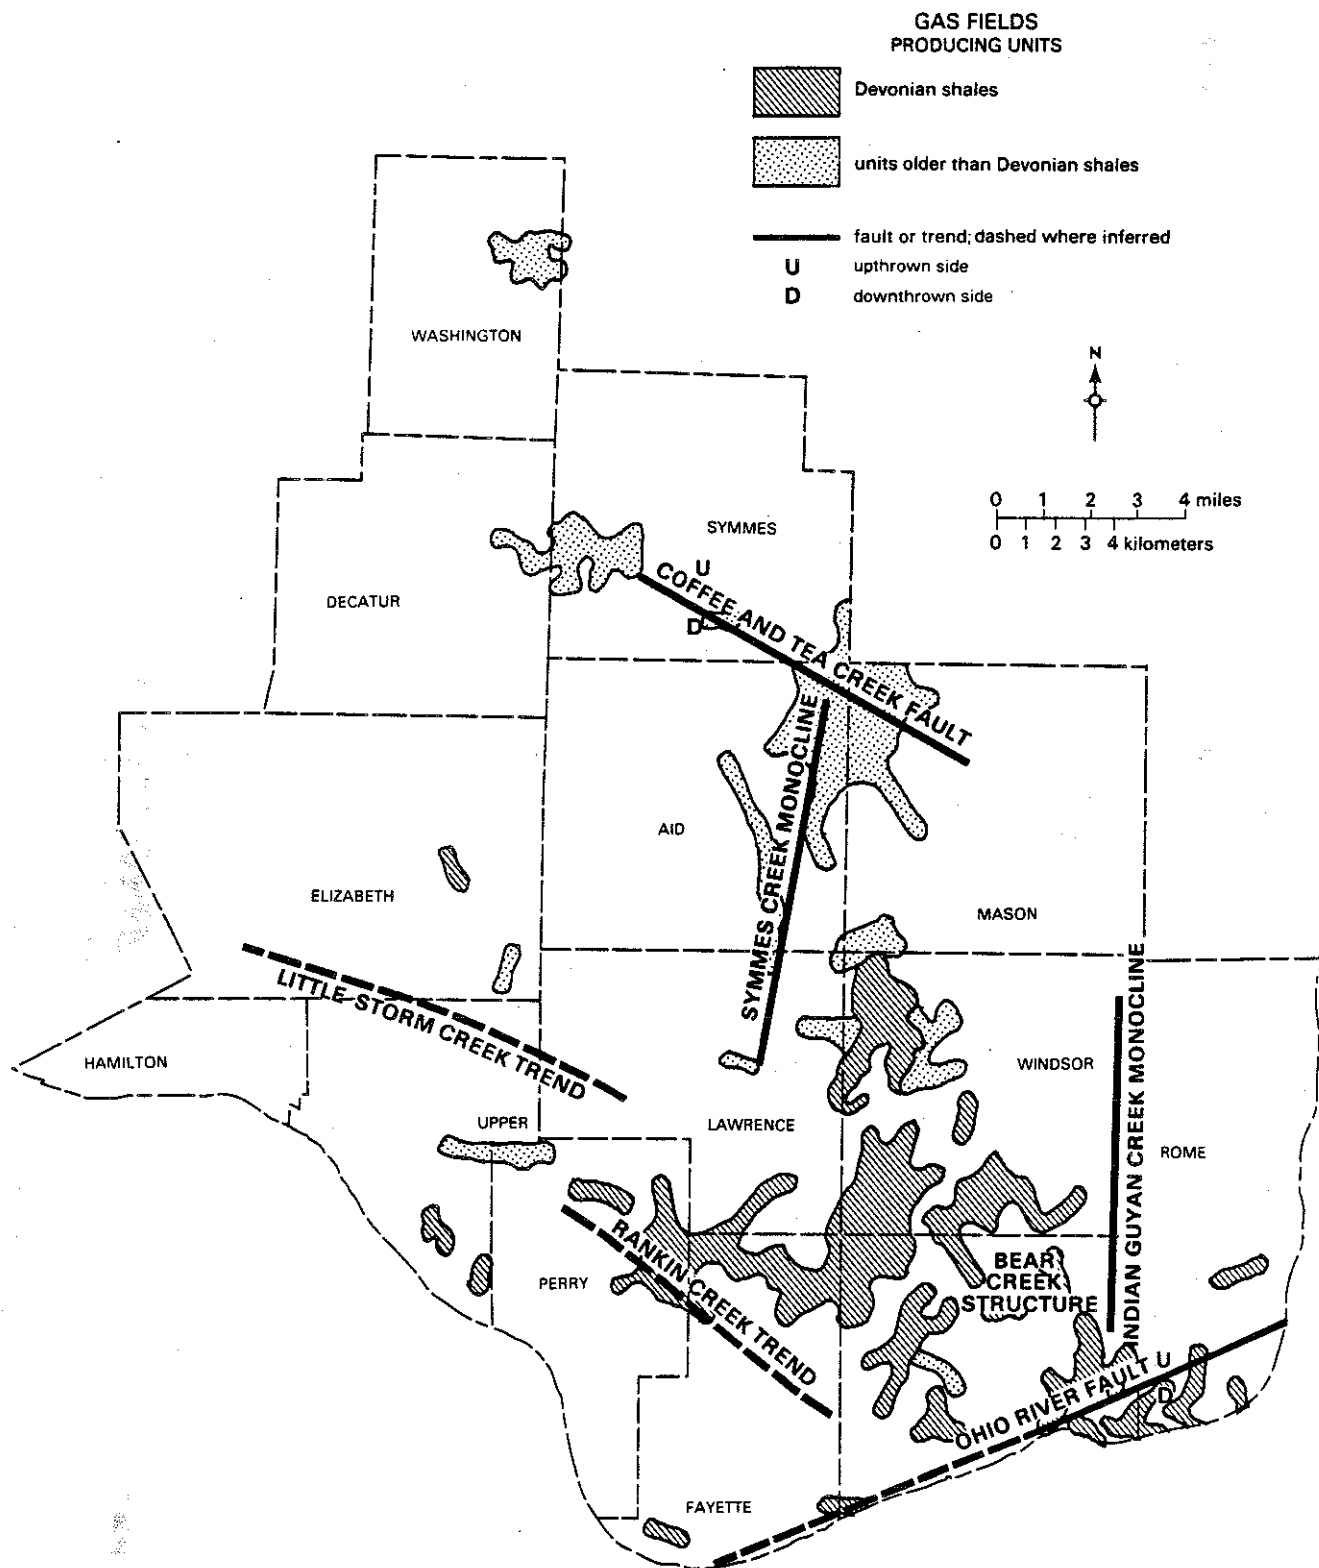 GAS FIELDS
PRODUCING UNITS
Devonian shales
units older than Devonian shales
fault or trend; dashed where inferred
U upthrown side
D downthrown side
WASHINGTON
N
0 1 2 3 4 miles
0 1 2 3 4 kilometers
SYMMES
U
COFFEE AND TEA CREEK FAULT
D
DECATUR
SYMMES CREEK MONOCLINE
AID
ELIZABETH
MASON
LITTLE STORM CREEK TREND
INDIAN GUYAN CREEK MONOCLINE
HAMILTON
WINDSOR
UPPER
LAWRENCE
ROME
RANKIN CREEK TREND
PERRY
BEAR
CREEK
STRUCTURE
OHIO RIVER FAULT
U
D
FAYETTE